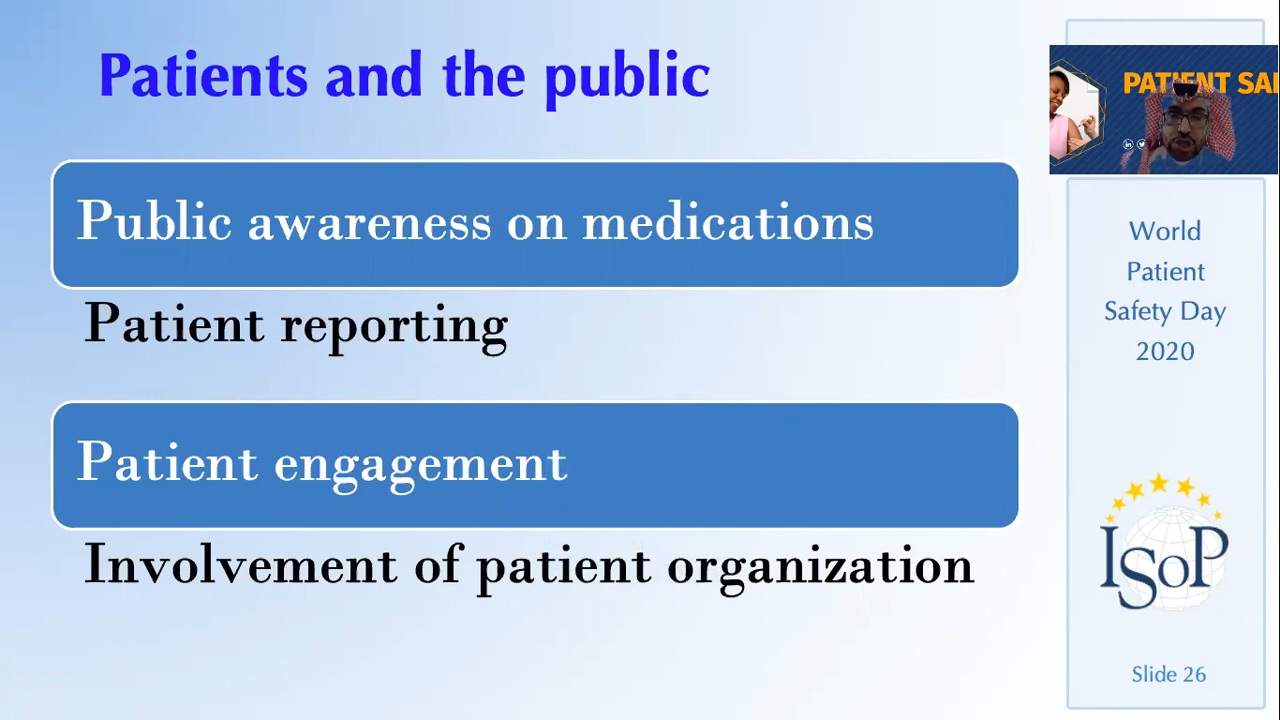 Patients and the public
Public awareness on medications
Patient reporting
Patient engagement
Involvement of patient organization
PATIENT SA
World
Patient
Safety Day
2020
ISoP
Slide 26